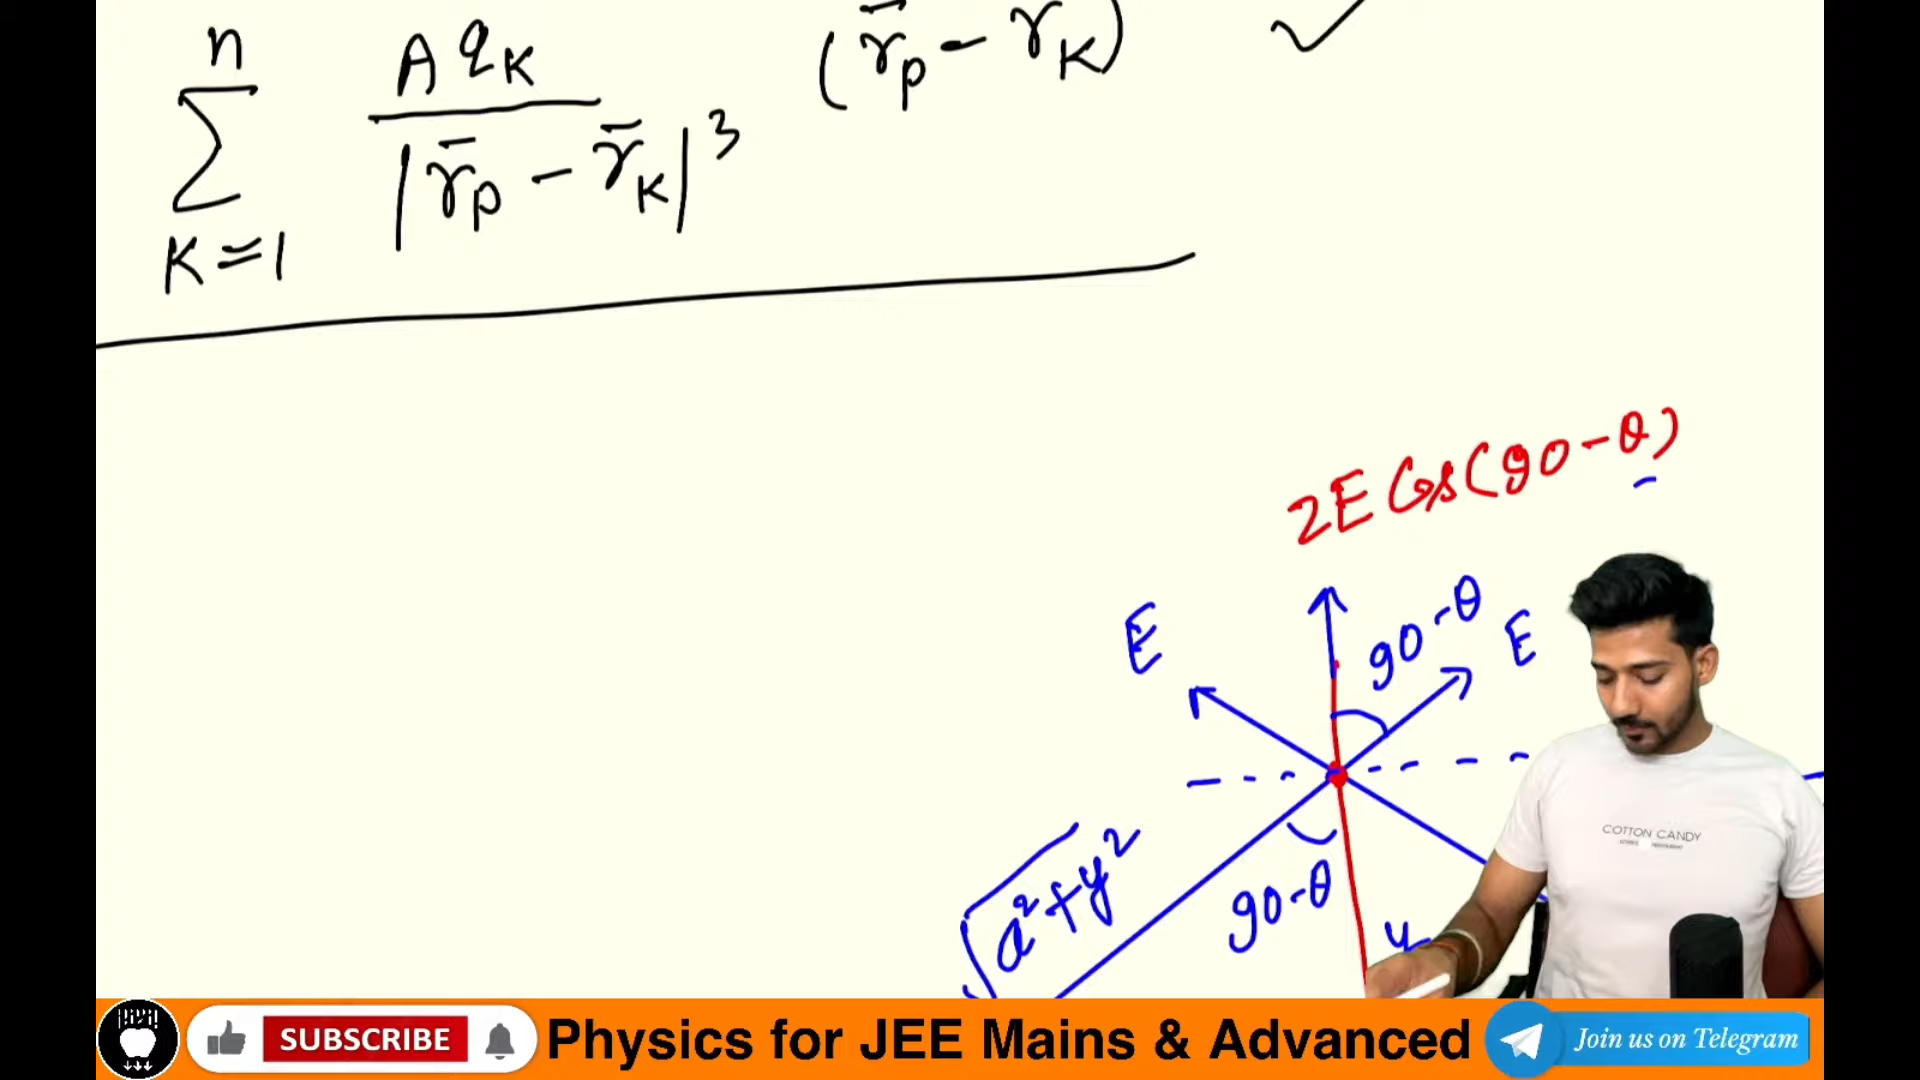 n
Σ
K=1
A q_K
|r̄_p − r̄_K|³
(r̄_p − r_K)
2E Cos(90−θ)
E
90−θ
E
√a²+y²
90−θ
y
COTTON CANDY
SUBSCRIBE
Physics for JEE Mains & Advanced
Join us on Telegram